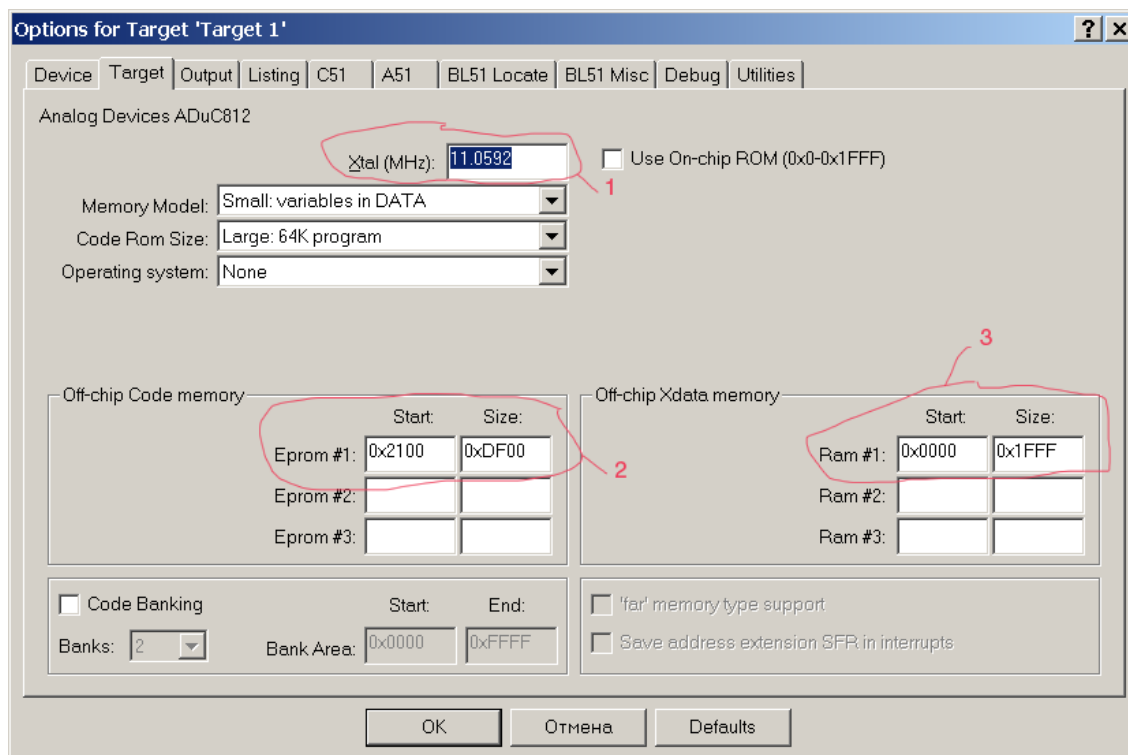 Options for Target 'Target 1'
Device Target Output Listing C51 A51 BL51 Locate BL51 Misc Debug Utilities
Analog Devices ADuC812
Xtal (MHz): 11.0592 Use On-chip ROM (0x0-0x1FFF)
1
Memory Model: Small: variables in DATA
Code Rom Size: Large: 64K program
Operating system: None
3
Off-chip Code memory
Start: Size:
Eprom #1: 0x2100 0xDF00
2
Eprom #2:
Eprom #3:
Off-chip Xdata memory
Start: Size:
Ram #1: 0x0000 0x1FFF
Ram #2:
Ram #3:
Code Banking Start: End:
Banks: 2 Bank Area: 0x0000 0xFFFF
'far' memory type support
Save address extension SFR in interrupts
OK Отмена Defaults